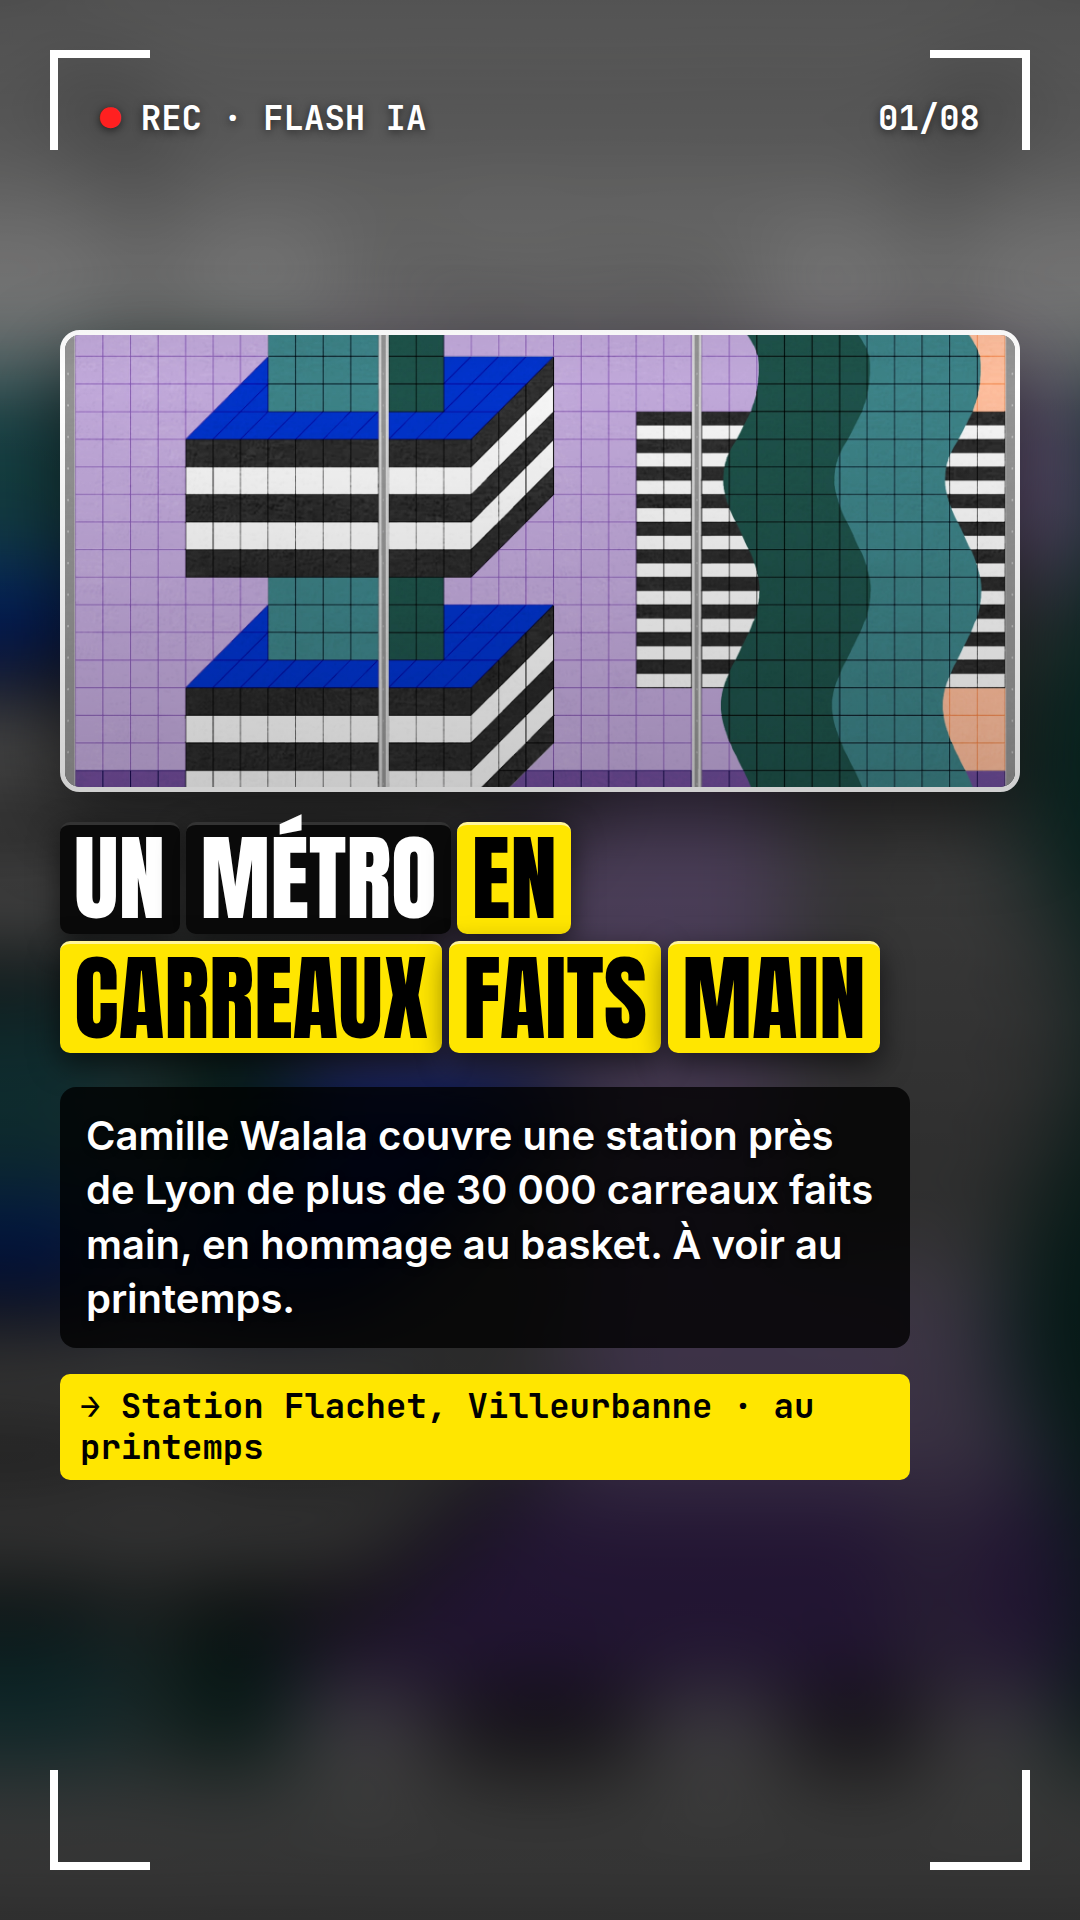 REC · FLASH IA
01/08
UN MÉTRO EN
CARREAUX FAITS MAIN
Camille Walala couvre une station près
de Lyon de plus de 30 000 carreaux faits
main, en hommage au basket. À voir au
printemps.
→ Station Flachet, Villeurbanne · au
printemps